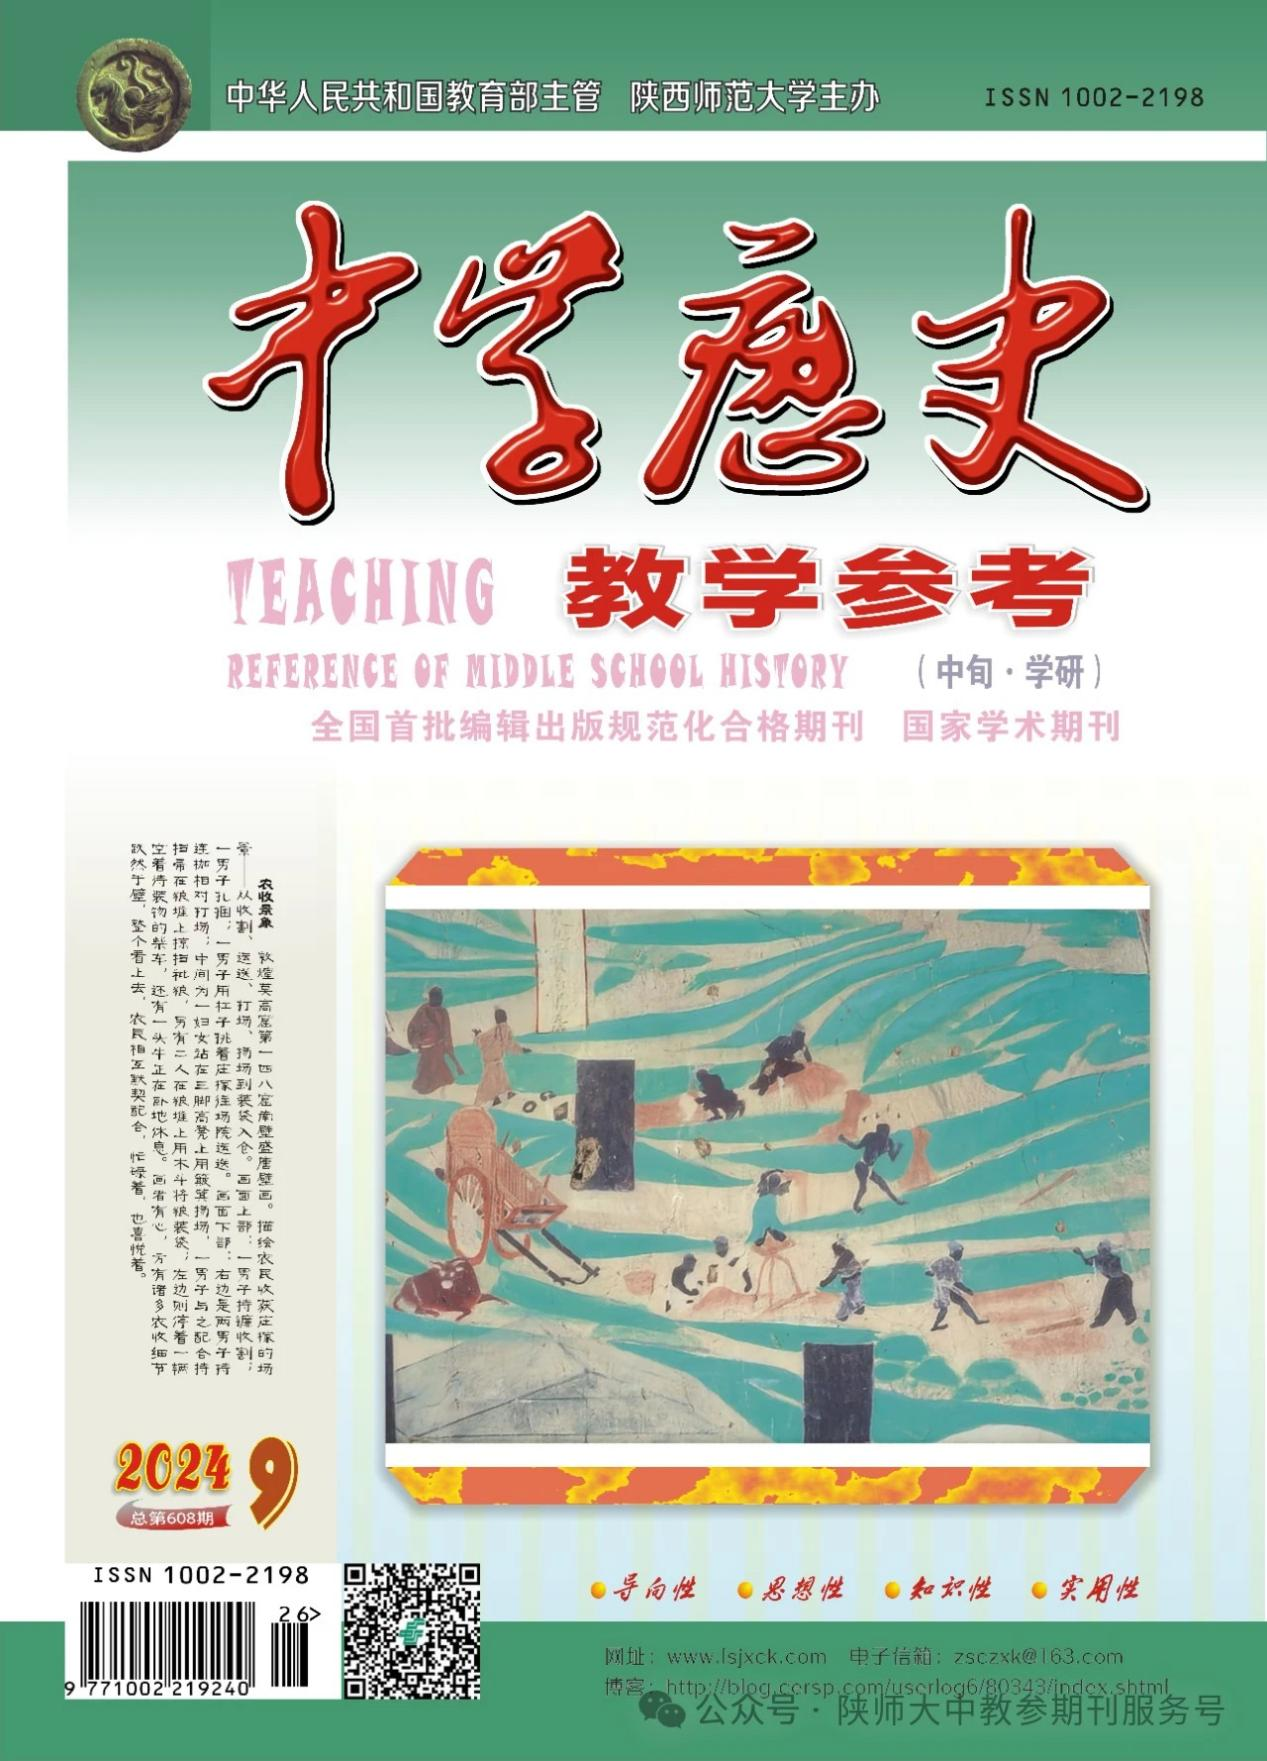 中华人民共和国教育部主管 陕西师范大学主办 ISSN 1002-2198
中学历史
教学参考
TEACHING
REFERENCE OF MIDDLE SCHOOL HISTORY
（中旬·学研）
全国首批编辑出版规范化合格期刊 国家学术期刊
农收景象 敦煌莫高窟第一四八窟南壁盛唐壁画。描绘农民收获庄稼的场
景——从收割、运送、打场、扬场到装袋入仓。画面上部：一男子持镰收割；
一男子扎捆；一男子用杠子挑着庄稼往场院运送。画面下部：右边是两男子持
连枷相对打场，中间为一妇女站在三脚高凳上用簸箕扬场，一男子与之配合持
扫帚在粮堆上掠扫秕粮，另有二人在粮堆上用木斗将粮装袋；左边则停着一辆
空着待装物的柴车，还有一头牛正在卧地休息。画者有心，方有诸多农收细节
跃然于壁，整个看上去，农民相互默契配合，忙碌着，也喜悦着。
2024 9
总第608期
ISSN 1002-2198
26>
9 771002 219240
导向性 思想性 知识性 实用性
网址：www.lsjxck.com 电子信箱：zsczxk@163.com
博客：http://blog.cersp.com/userlog6/80343/index.shtml
公众号·陕师大中教参期刊服务号